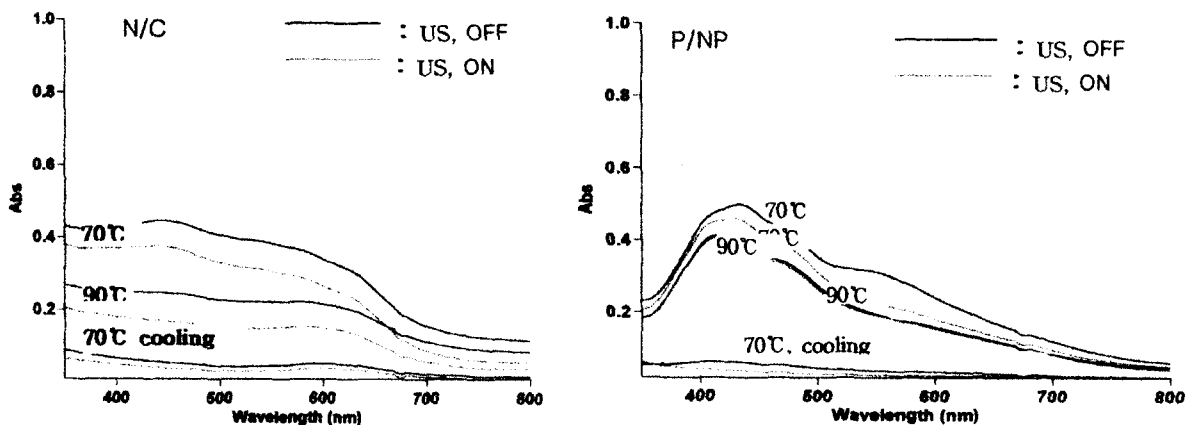 N/C
: US, OFF
: US, ON
Abs
1.0
0.8
0.6
0.4
0.2
70℃
90℃
70℃ cooling
400 500 600 700 800
Wavelength (nm)
P/NP
: US, OFF
: US, ON
Abs
1.0
0.8
0.6
0.4
0.2
70℃
70℃
90℃
90℃
70℃, cooling
400 500 600 700 800
Wavelength (nm)